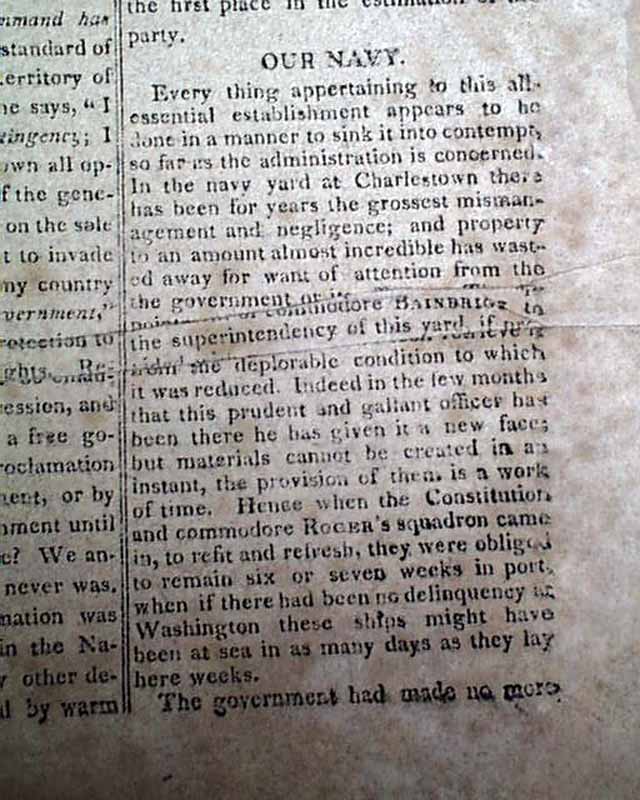 mmand has
standard of
territory of
he says, "I
tingency; I
own all op-
f the gene-
on the sale
t to invade
ny country
vernment,"
rotection to
ights. Re-
ession, and
a free go-
roclamation
ment, or by
nment until
c? We an-
never was.
mation was
in the Na-
y other de-
d by warm
the first place in the estimation of the
party.
OUR NAVY.
Every thing appertaining to this all-
essential establishment appears to be
done in a manner to sink it into contempt,
so far as the administration is concerned.
In the navy yard at Charlestown there
has been for years the grossest misman-
agement and negligence; and property
to an amount almost incredible has wast-
ed away for want of attention from the
the government or its
commodore BAINBRIGE to
the superintendency of this yard,
the deplorable condition to which
it was reduced. Indeed in the few months
that this prudent and gallant officer has
been there he has given it a new face;
but materials cannot be created in an
instant, the provision of them is a work
of time. Hence when the Constitution
and commodore ROGER's squadron came
in, to refit and refresh, they were obliged
to remain six or seven weeks in port,
when if there had been no delinquency at
Washington these ships might have
been at sea in as many days as they lay
here weeks.
The government had made no more